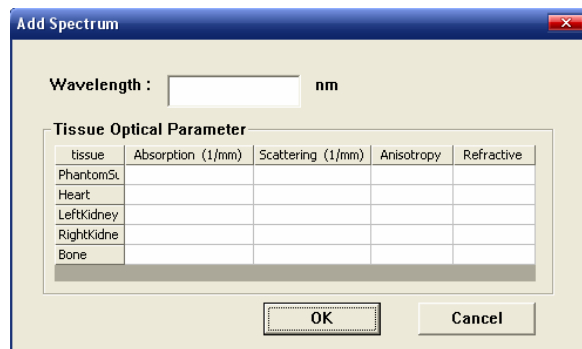 Add Spectrum
Wavelength : nm
Tissue Optical Parameter
tissue Absorption (1/mm) Scattering (1/mm) Anisotropy Refractive
PhantomSu
Heart
LeftKidney
RightKidne
Bone
OK Cancel